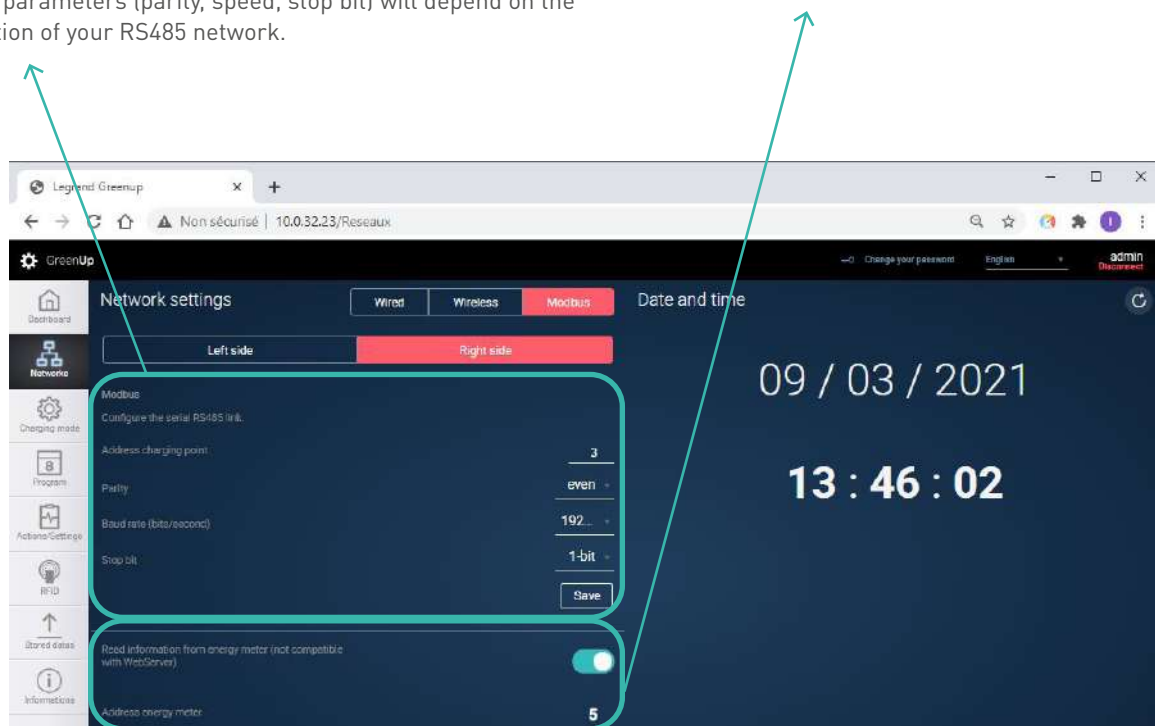 parameters (parity, speed, stop bit) will depend on the
tion of your RS485 network.
Legrand Greenup
Non sécurisé | 10.0.32.23/Reseaux
GreenUp
Change your password
English
admin
Disconnect
Dashboard
Network settings
Wired
Wireless
Modbus
Date and time
Networks
Left side
Right side
Modbus
Configure the serial RS485 link.
09 / 03 / 2021
Charging mode
Address charging point
3
8
Program
Parity
even
13 : 46 : 02
Baud rate (bits/second)
192...
Actions/Settings
Stop bit
1-bit
RFID
Save
Stored datas
Read information from energy meter (not compatible
with WebServer)
Informations
Address energy meter
5